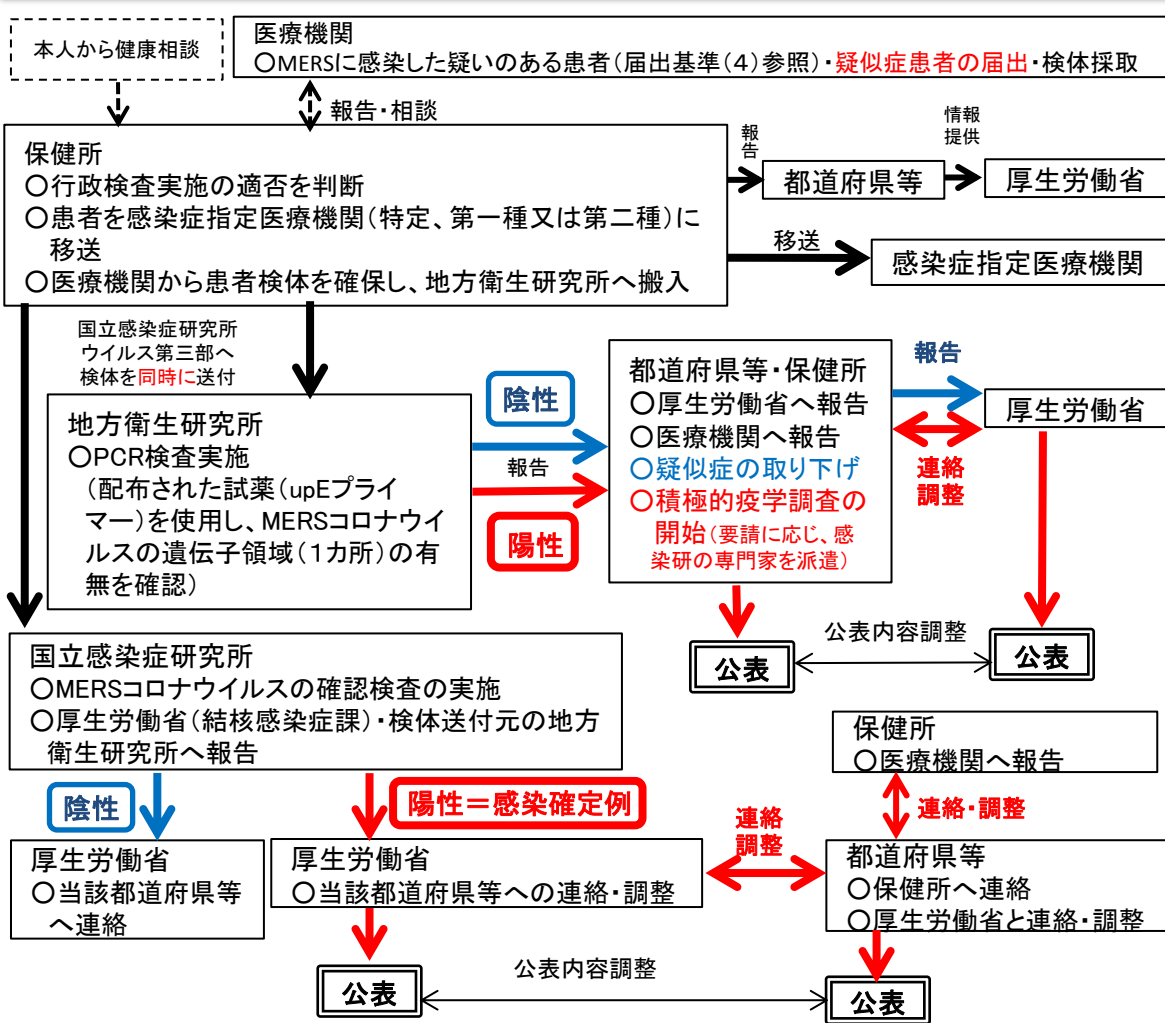 本人から健康相談
医療機関
○MERSに感染した疑いのある患者(届出基準(4)参照)・疑似症患者の届出・検体採取
報告・相談
保健所
○行政検査実施の適否を判断
○患者を感染症指定医療機関(特定、第一種又は第二種)に
移送
○医療機関から患者検体を確保し、地方衛生研究所へ搬入
報告
都道府県等
情報
提供
厚生労働省
移送
感染症指定医療機関
国立感染症研究所
ウイルス第三部へ
検体を同時に送付
地方衛生研究所
○PCR検査実施
(配布された試薬(upEプライ
マー)を使用し、MERSコロナウイ
ルスの遺伝子領域(1カ所)の有
無を確認)
陰性
報告
陽性
都道府県等・保健所
○厚生労働省へ報告
○医療機関へ報告
○疑似症の取り下げ
○積極的疫学調査の
開始(要請に応じ、感
染研の専門家を派遣)
報告
厚生労働省
連絡
調整
公表
公表内容調整
公表
国立感染症研究所
○MERSコロナウイルスの確認検査の実施
○厚生労働省(結核感染症課)・検体送付元の地方
衛生研究所へ報告
陰性
陽性=感染確定例
厚生労働省
○当該都道府県等
へ連絡
厚生労働省
○当該都道府県等への連絡・調整
連絡
調整
保健所
○医療機関へ報告
連絡・調整
都道府県等
○保健所へ連絡
○厚生労働省と連絡・調整
公表
公表内容調整
公表